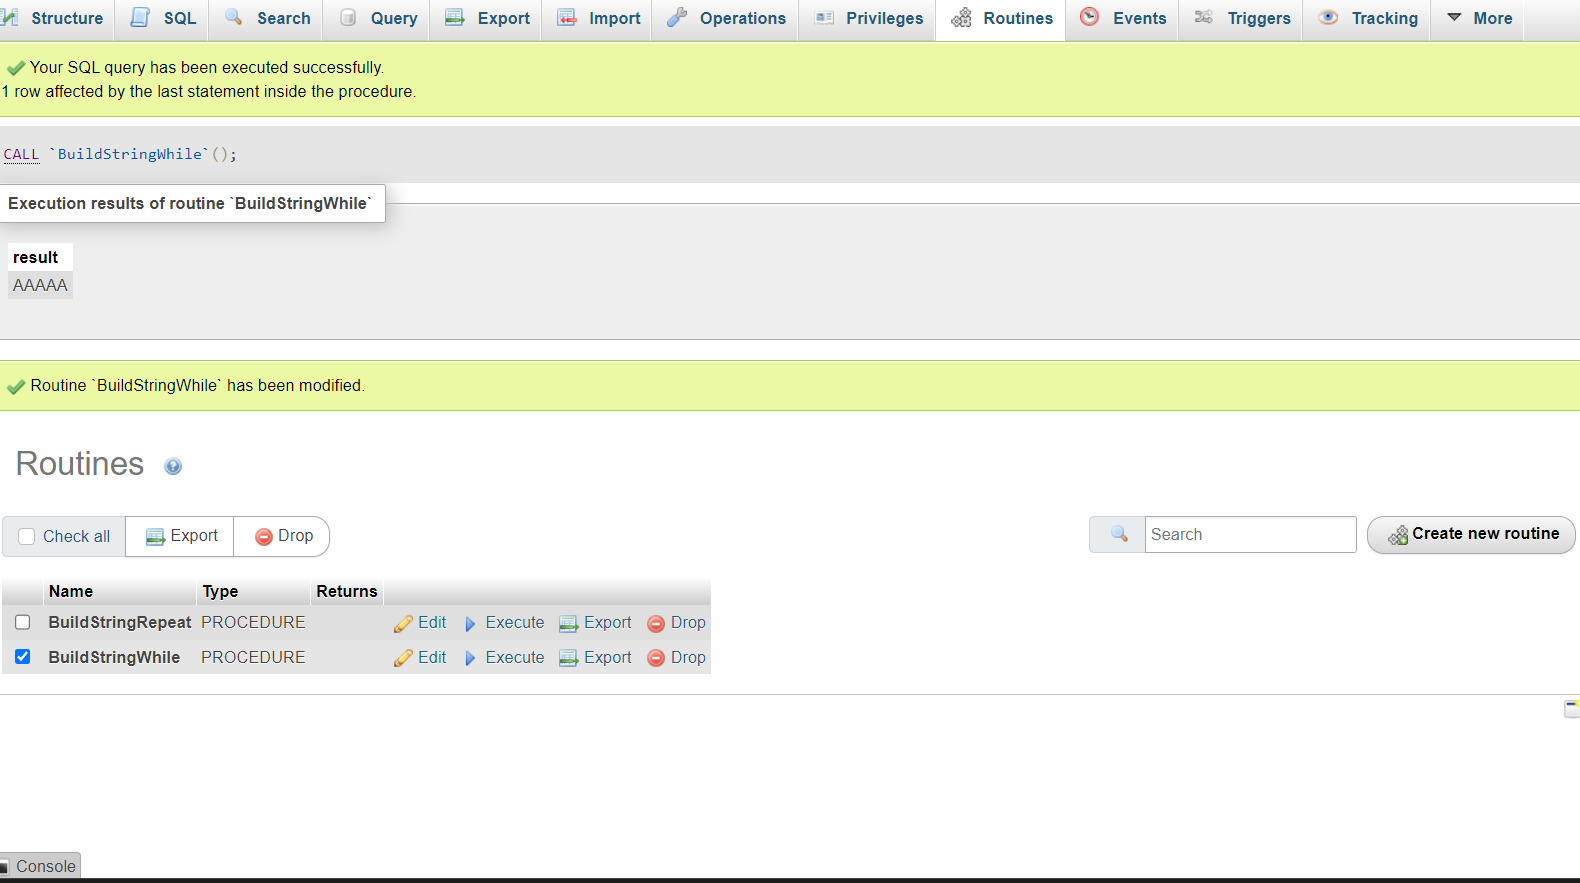 Structure SQL Search Query Export Import Operations Privileges Routines Events Triggers Tracking More
Your SQL query has been executed successfully.
1 row affected by the last statement inside the procedure.
CALL `BuildStringWhile`();
Execution results of routine `BuildStringWhile`
result
AAAAA
Routine `BuildStringWhile` has been modified.
Routines
Check all Export Drop Search Create new routine
Name Type Returns
BuildStringRepeat PROCEDURE Edit Execute Export Drop
BuildStringWhile PROCEDURE Edit Execute Export Drop
Console